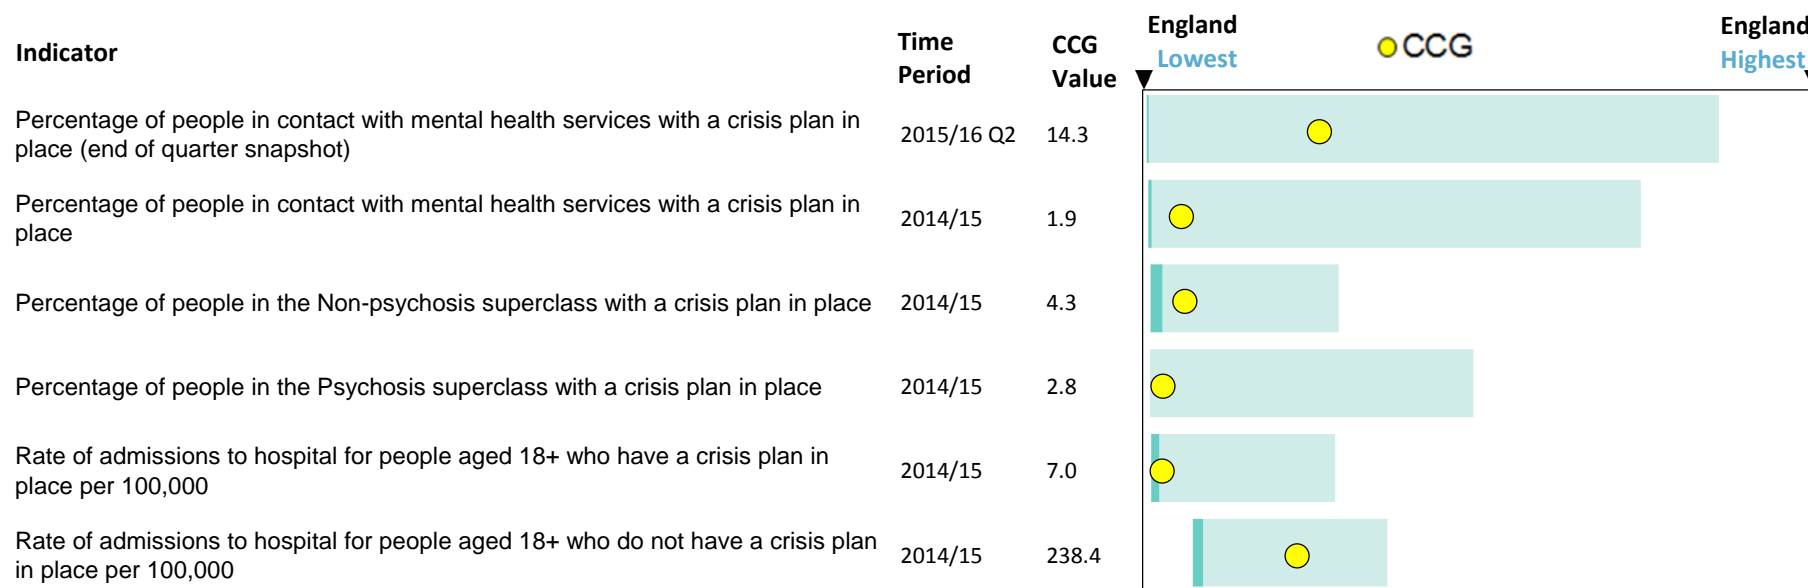 Indicator
Time
Period
CCG
Value
England
Lowest
CCG
England
Highest
Percentage of people in contact with mental health services with a crisis plan in
place (end of quarter snapshot)
2015/16 Q2
14.3
Percentage of people in contact with mental health services with a crisis plan in
place
2014/15
1.9
Percentage of people in the Non-psychosis superclass with a crisis plan in place
2014/15
4.3
Percentage of people in the Psychosis superclass with a crisis plan in place
2014/15
2.8
Rate of admissions to hospital for people aged 18+ who have a crisis plan in
place per 100,000
2014/15
7.0
Rate of admissions to hospital for people aged 18+ who do not have a crisis plan
in place per 100,000
2014/15
238.4